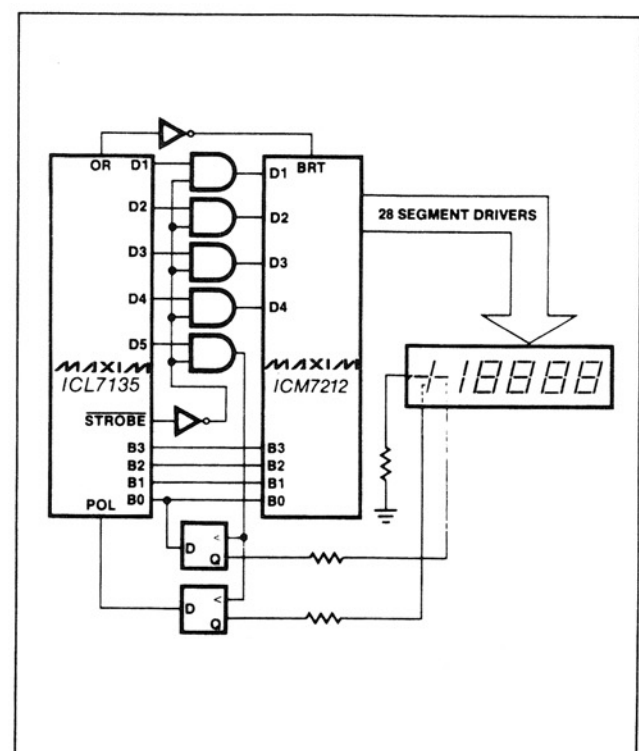 OR
D1
D2
D3
D4
D5
MAXIM
ICL7135
STROBE
B3
B2
B1
B0
POL
BRT
D1
D2
D3
D4
MAXIM
ICM7212
B3
B2
B1
B0
28 SEGMENT DRIVERS
+18888
D <
Q
D <
Q